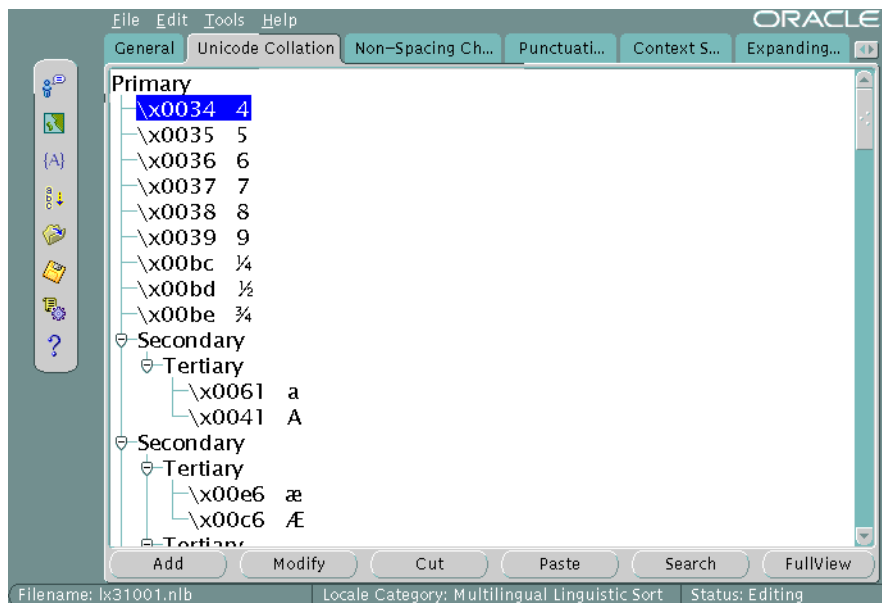 File Edit Tools Help ORACLE
General Unicode Collation Non-Spacing Ch... Punctuati... Context S... Expanding...
Primary
\x0034 4
\x0035 5
\x0036 6
\x0037 7
\x0038 8
\x0039 9
\x00bc ¼
\x00bd ½
\x00be ¾
Secondary
Tertiary
\x0061 a
\x0041 A
Secondary
Tertiary
\x00e6 æ
\x00c6 Æ
Tertiary
{A}
Add Modify Cut Paste Search FullView
Filename: lx31001.nlb Locale Category: Multilingual Linguistic Sort Status: Editing